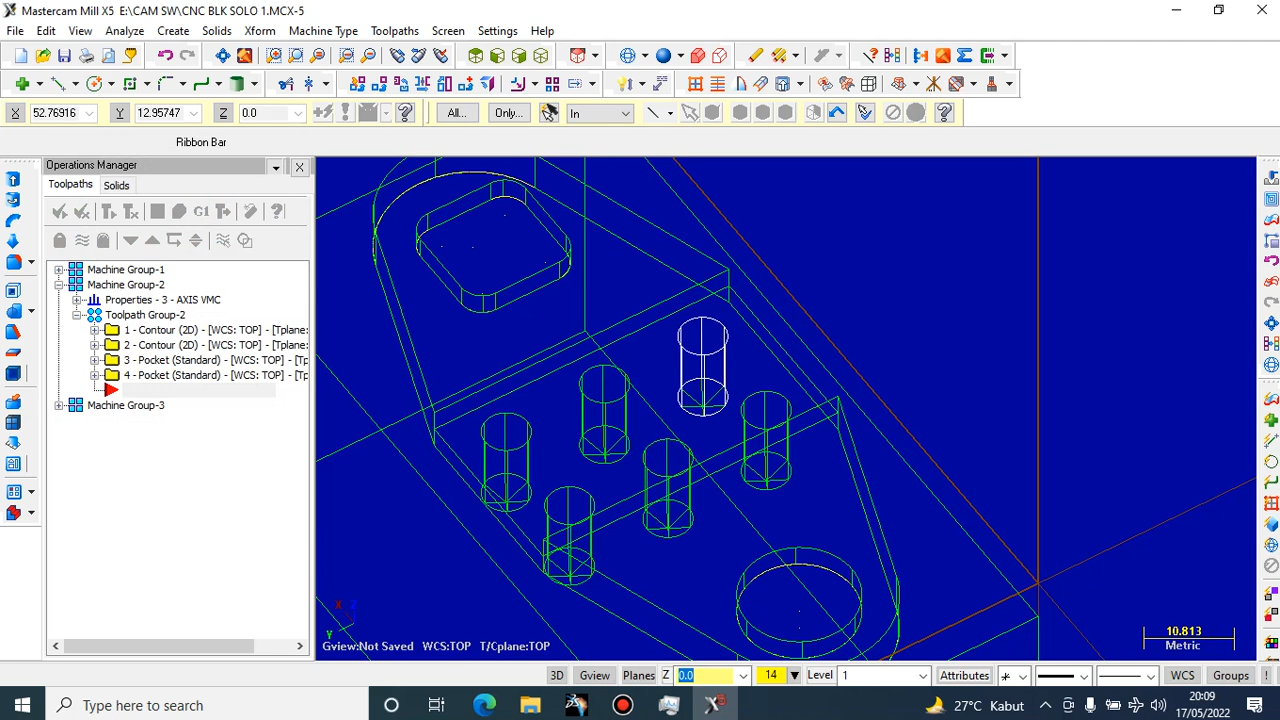 Mastercam Mill X5 E:\CAM SW\CNC BLK SOLO 1.MCX-5
File Edit View Analyze Create Solids Xform Machine Type Toolpaths Screen Settings Help
X 52.76916 Y 12.95747 Z 0.0 All... Only... In
Ribbon Bar
Operations Manager
Toolpaths Solids
G1
Machine Group-1
Machine Group-2
Properties - 3 - AXIS VMC
Toolpath Group-2
1 - Contour (2D) - [WCS: TOP] - [Tplane:
2 - Contour (2D) - [WCS: TOP] - [Tplane:
3 - Pocket (Standard) - [WCS: TOP] - [Tp
4 - Pocket (Standard) - [WCS: TOP] - [Tp
Machine Group-3
X Z
Y
Gview:Not Saved WCS:TOP T/Cplane:TOP
10.813
Metric
3D Gview Planes Z 0.0 14 Level 1 Attributes WCS Groups
Type here to search
27°C Kabut
20:09
17/05/2022